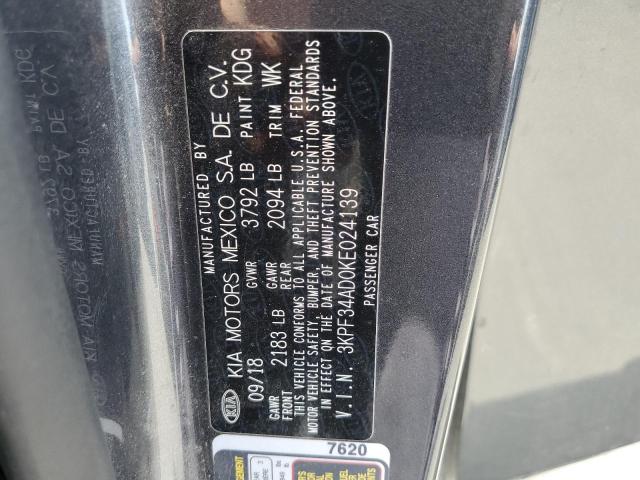 MANUFACTURED BY
KIA KIA MOTORS MEXICO S.A. DE C.V.
09/18 GVWR 3792 LB PAINT KDG
GAWR FRONT 2183 LB GAWR REAR 2094 LB TRIM WK
THIS VEHICLE CONFORMS TO ALL APPLICABLE U.S.A. FEDERAL
MOTOR VEHICLE SAFETY, BUMPER, AND THEFT PREVENTION STANDARDS
IN EFFECT ON THE DATE OF MANUFACTURE SHOWN ABOVE.
V.I.N. 3KPF34AD0KE024139
PASSENGER CAR
7620